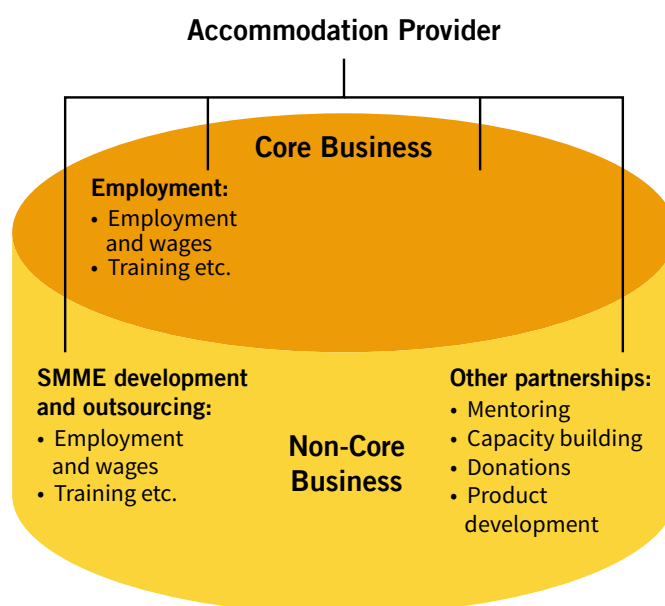 Accommodation Provider
Core Business
Employment:
• Employment
and wages
• Training etc.
SMME development
and outsourcing:
• Employment
and wages
• Training etc.
Non-Core
Business
Other partnerships:
• Mentoring
• Capacity building
• Donations
• Product
development